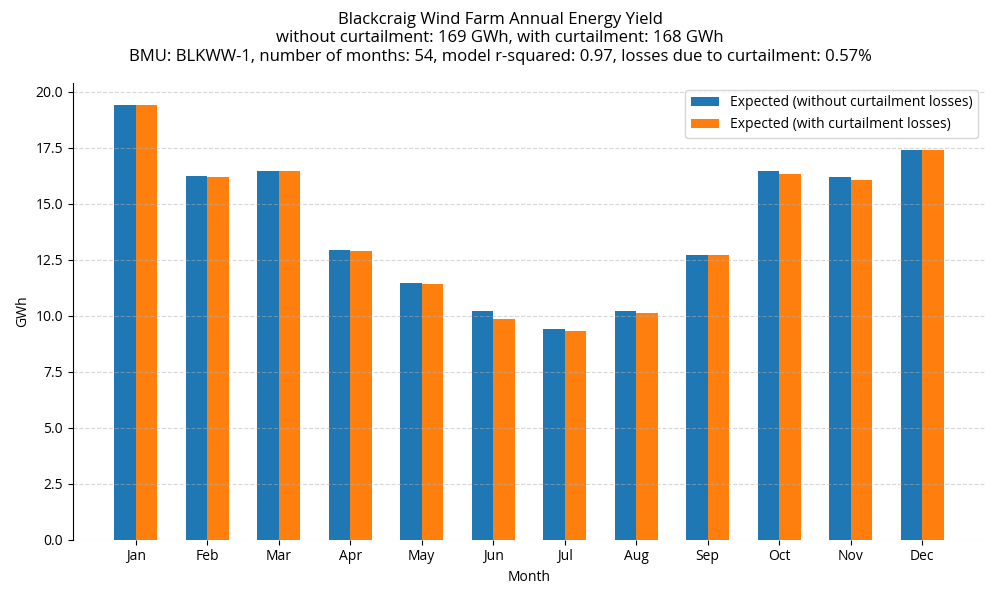 Blackcraig Wind Farm Annual Energy Yield
without curtailment: 169 GWh, with curtailment: 168 GWh
BMU: BLKWW-1, number of months: 54, model r-squared: 0.97, losses due to curtailment: 0.57%
Expected (without curtailment losses)
Expected (with curtailment losses)
20.0
17.5
15.0
12.5
10.0
7.5
5.0
2.5
0.0
GWh
Jan Feb Mar Apr May Jun Jul Aug Sep Oct Nov Dec
Month